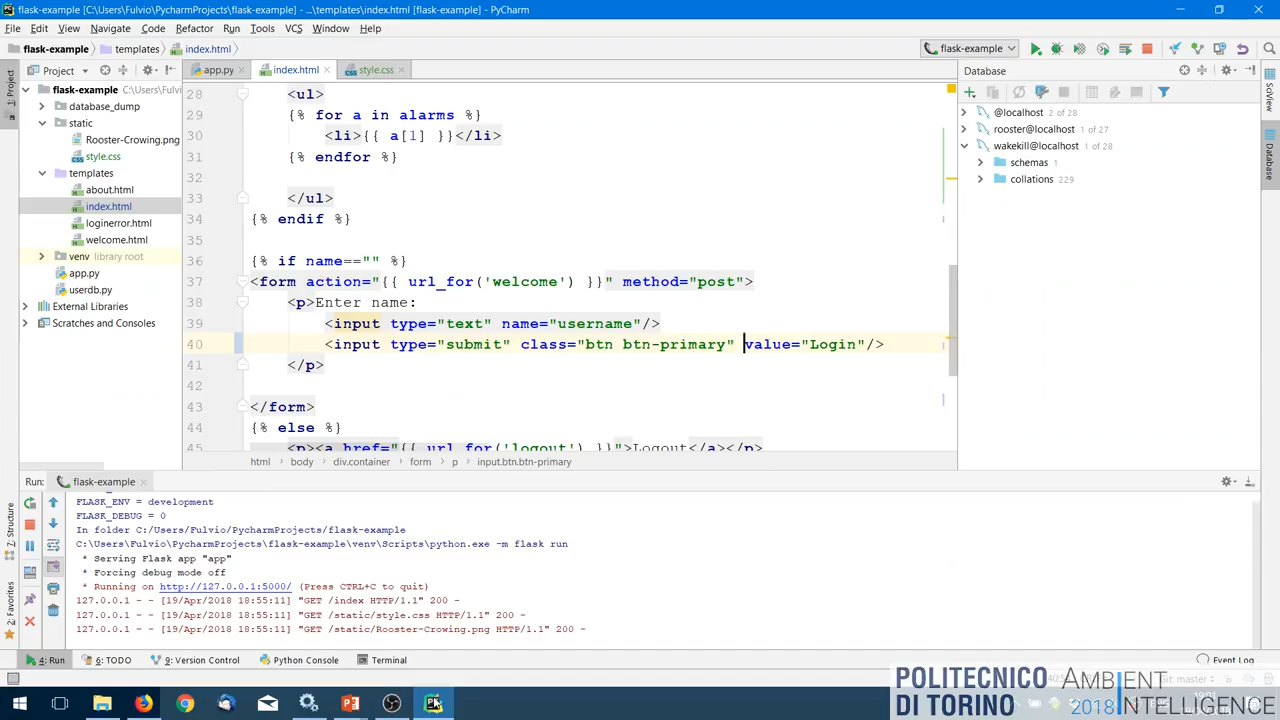 flask-example [C:\Users\Fulvio\PycharmProjects\flask-example] - ...\templates\index.html [flask-example] - PyCharm
File Edit View Navigate Code Refactor Run Tools VCS Window Help
flask-example templates index.html flask-example
1: Project
Project
app.py index.html style.css
Database
SciView
Database
flask-example C:\Users\Fulvi
database_dump
static
Rooster-Crowing.png
style.css
templates
about.html
index.html
loginerror.html
welcome.html
venv library root
app.py
userdb.py
External Libraries
Scratches and Consoles
28 <ul>
29 {% for a in alarms %}
30 <li>{{ a[1] }}</li>
31 {% endfor %}
32
33 </ul>
34 {% endif %}
35
36 {% if name=="" %}
37 <form action="{{ url_for('welcome') }}" method="post">
38 <p>Enter name:
39 <input type="text" name="username"/>
40 <input type="submit" class="btn btn-primary" value="Login"/>
41 </p>
42
43 </form>
44 {% else %}
45 <p><a href="{{ url_for('logout') }}">Logout</a></p>
html body div.container form p input.btn.btn-primary
@localhost 2 of 28
rooster@localhost 1 of 27
wakekill@localhost 1 of 28
schemas 1
collations 229
Run: flask-example
FLASK_ENV = development
FLASK_DEBUG = 0
In folder C:/Users/Fulvio/PycharmProjects/flask-example
C:\Users\Fulvio\PycharmProjects\flask-example\venv\Scripts\python.exe -m flask run
* Serving Flask app "app"
* Forcing debug mode off
* Running on http://127.0.0.1:5000/ (Press CTRL+C to quit)
127.0.0.1 - - [19/Apr/2018 18:55:11] "GET /index HTTP/1.1" 200 -
127.0.0.1 - - [19/Apr/2018 18:55:11] "GET /static/style.css HTTP/1.1" 200 -
127.0.0.1 - - [19/Apr/2018 18:55:11] "GET /static/Rooster-Crowing.png HTTP/1.1" 200 -
Z: Structure
2: Favorites
4: Run 6: TODO 9: Version Control Python Console Terminal Event Log
Git: master
POLITECNICO
DI TORINO
AMBIENT
2018 INTELLIGENCE